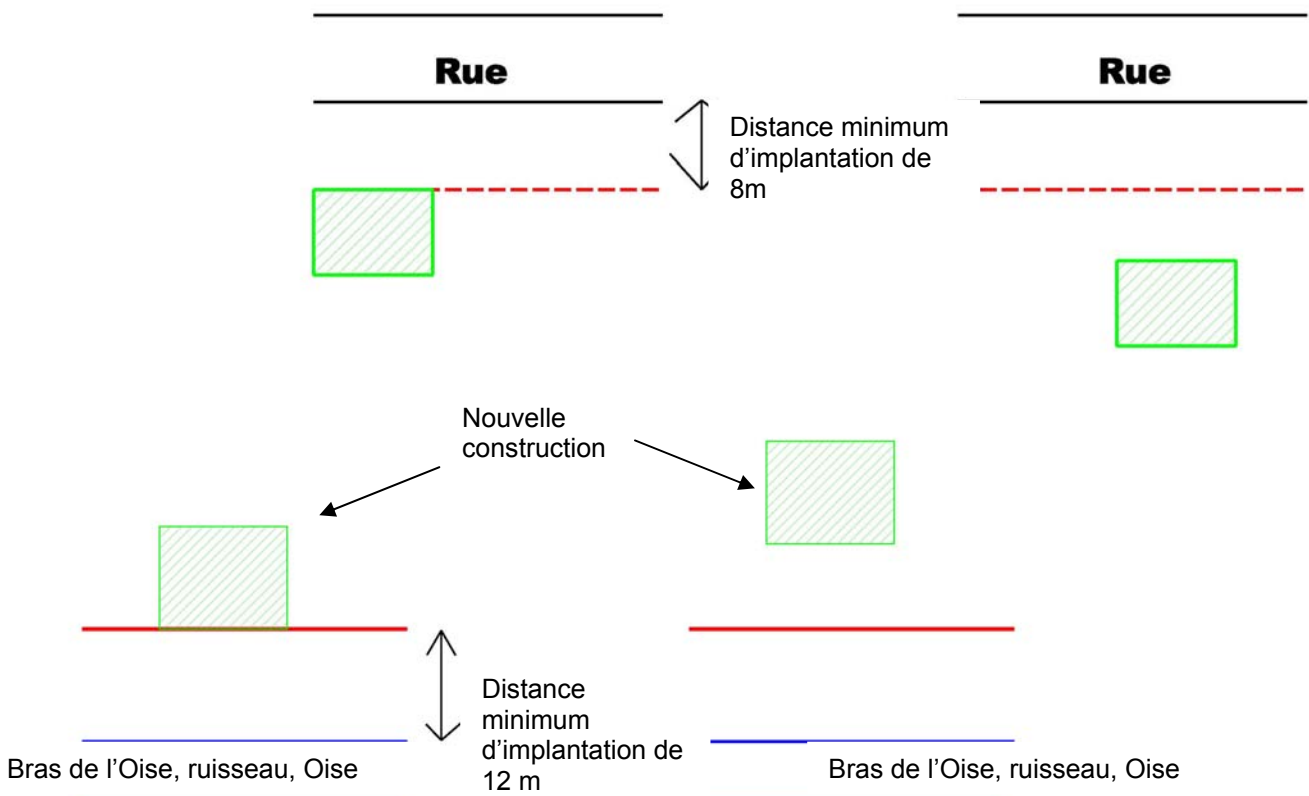 Rue
Rue
Distance minimum
d’implantation de
8m
Nouvelle
construction
Distance
minimum
d’implantation de
12 m
Bras de l’Oise, ruisseau, Oise
Bras de l’Oise, ruisseau, Oise